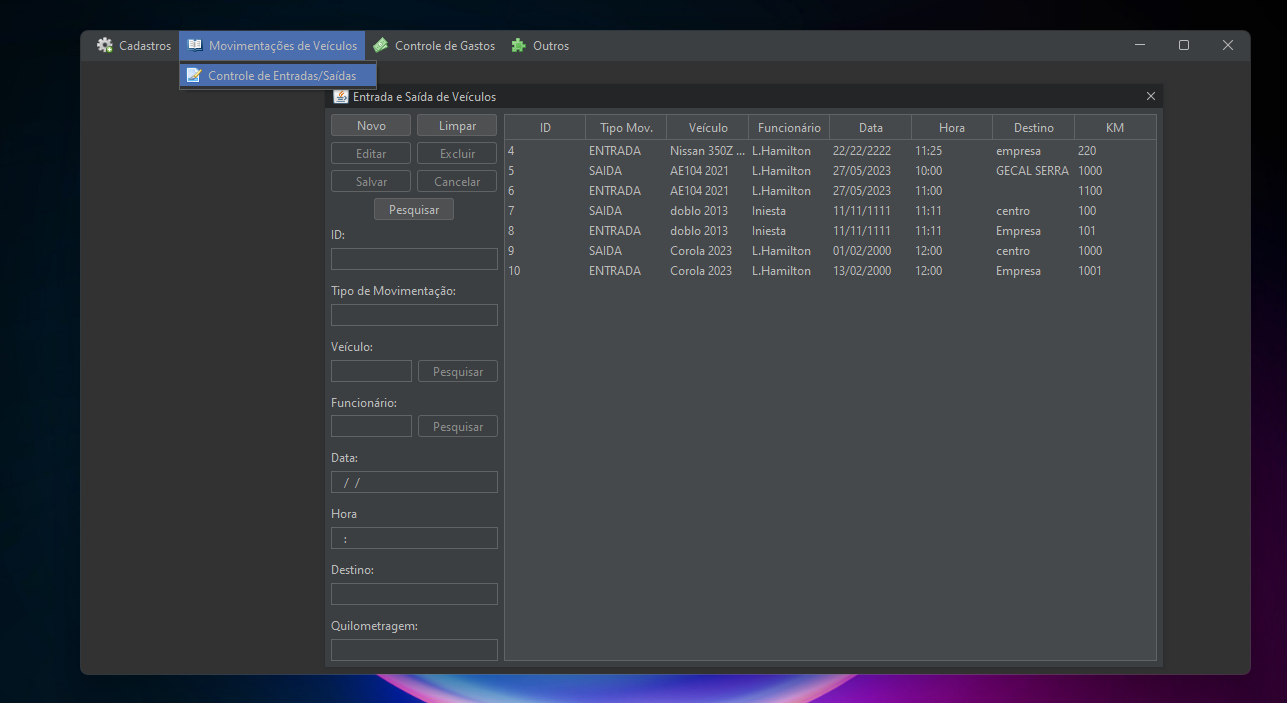 Cadastros Movimentações de Veículos Controle de Gastos Outros
Controle de Entradas/Saídas
Entrada e Saída de Veículos
Novo Limpar
Editar Excluir
Salvar Cancelar
Pesquisar
ID:
Tipo de Movimentação:
Veículo:
Pesquisar
Funcionário:
Pesquisar
Data:
/ /
Hora
:
Destino:
Quilometragem:
ID Tipo Mov. Veículo Funcionário Data Hora Destino KM
4 ENTRADA Nissan 350Z ... L.Hamilton 22/22/2222 11:25 empresa 220
5 SAIDA AE104 2021 L.Hamilton 27/05/2023 10:00 GECAL SERRA 1000
6 ENTRADA AE104 2021 L.Hamilton 27/05/2023 11:00 1100
7 SAIDA doblo 2013 Iniesta 11/11/1111 11:11 centro 100
8 ENTRADA doblo 2013 Iniesta 11/11/1111 11:11 Empresa 101
9 SAIDA Corola 2023 L.Hamilton 01/02/2000 12:00 centro 1000
10 ENTRADA Corola 2023 L.Hamilton 13/02/2000 12:00 Empresa 1001